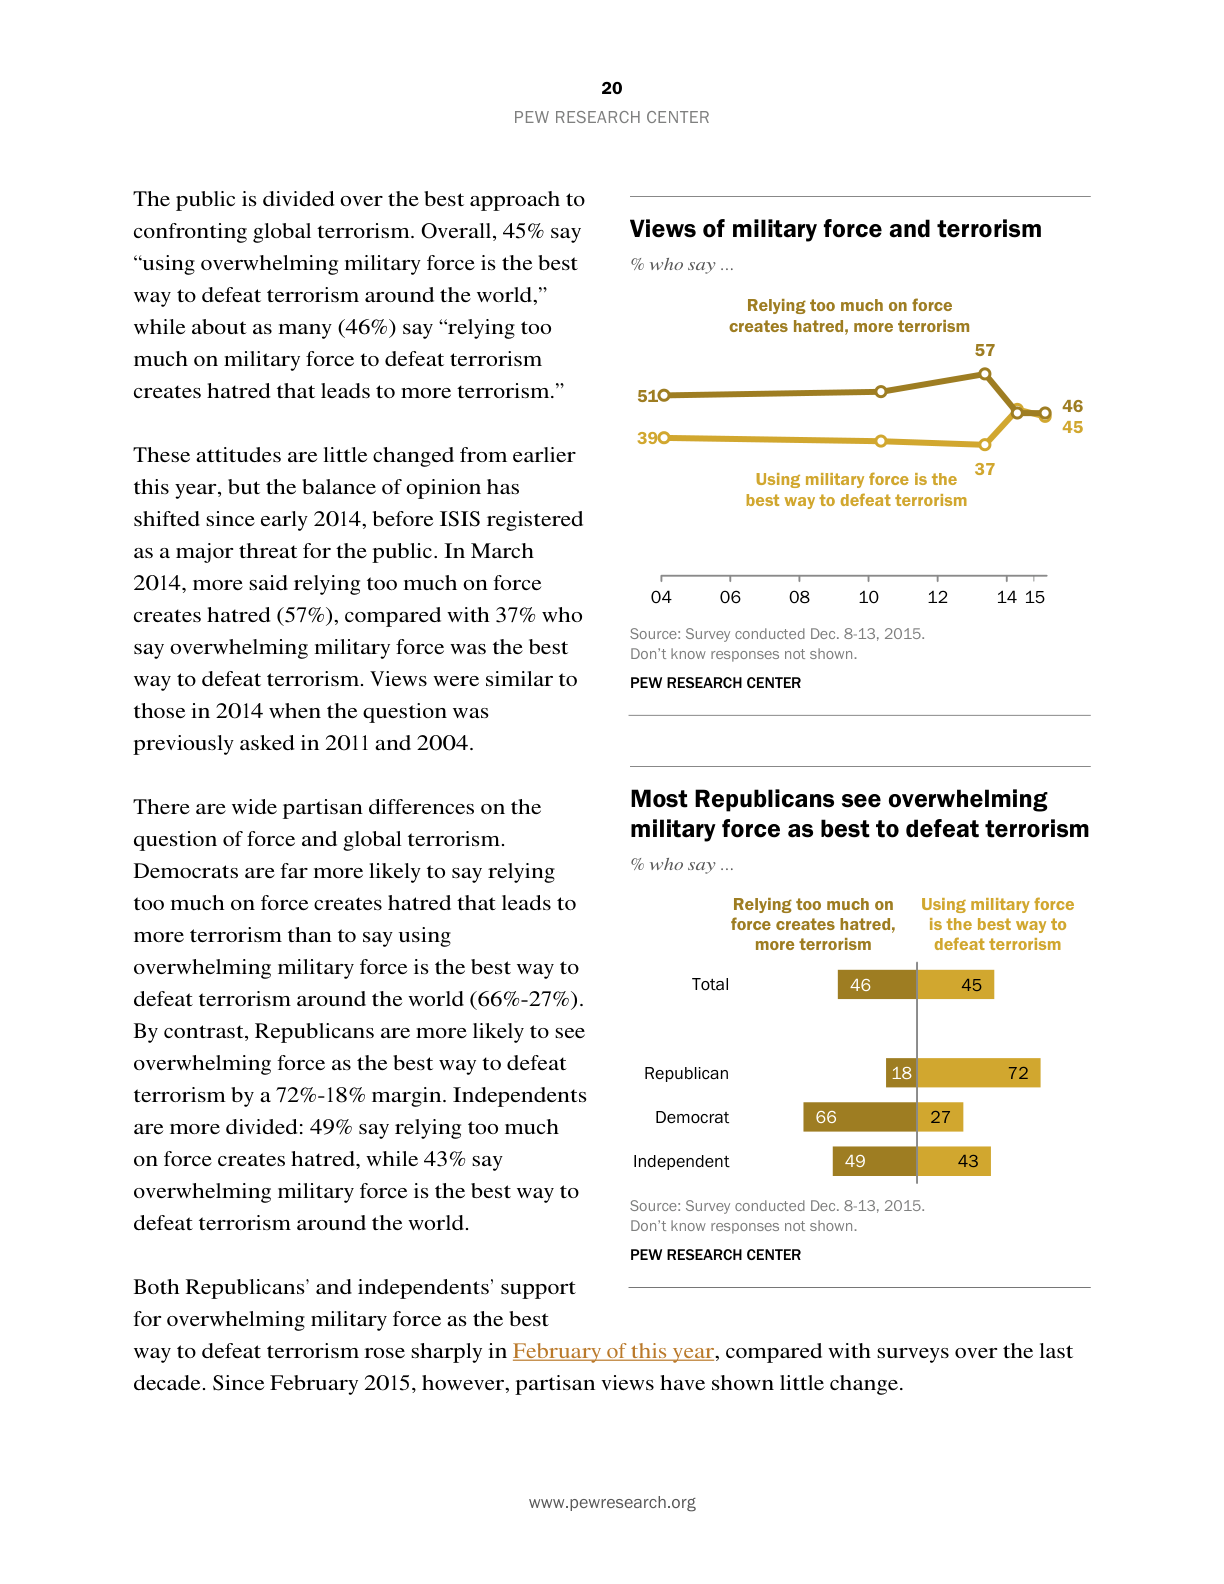 20
PEW RESEARCH CENTER
The public is divided over the best approach to
confronting global terrorism. Overall, 45% say
“using overwhelming military force is the best
way to defeat terrorism around the world,”
while about as many (46%) say “relying too
much on military force to defeat terrorism
creates hatred that leads to more terrorism.”
These attitudes are little changed from earlier
this year, but the balance of opinion has
shifted since early 2014, before ISIS registered
as a major threat for the public. In March
2014, more said relying too much on force
creates hatred (57%), compared with 37% who
say overwhelming military force was the best
way to defeat terrorism. Views were similar to
those in 2014 when the question was
previously asked in 2011 and 2004.
There are wide partisan differences on the
question of force and global terrorism.
Democrats are far more likely to say relying
too much on force creates hatred that leads to
more terrorism than to say using
overwhelming military force is the best way to
defeat terrorism around the world (66%-27%).
By contrast, Republicans are more likely to see
overwhelming force as the best way to defeat
terrorism by a 72%-18% margin. Independents
are more divided: 49% say relying too much
on force creates hatred, while 43% say
overwhelming military force is the best way to
defeat terrorism around the world.
Both Republicans’ and independents’ support
for overwhelming military force as the best
way to defeat terrorism rose sharply in February of this year, compared with surveys over the last
decade. Since February 2015, however, partisan views have shown little change.
Views of military force and terrorism
% who say ...
Relying too much on force
creates hatred, more terrorism
57
51
46
45
39
37
Using military force is the
best way to defeat terrorism
04 06 08 10 12 14 15
Source: Survey conducted Dec. 8-13, 2015.
Don’t know responses not shown.
PEW RESEARCH CENTER
Most Republicans see overwhelming
military force as best to defeat terrorism
% who say ...
Relying too much on
force creates hatred,
more terrorism
Using military force
is the best way to
defeat terrorism
Total 46 45
Republican 18 72
Democrat 66 27
Independent 49 43
Source: Survey conducted Dec. 8-13, 2015.
Don’t know responses not shown.
PEW RESEARCH CENTER
www.pewresearch.org